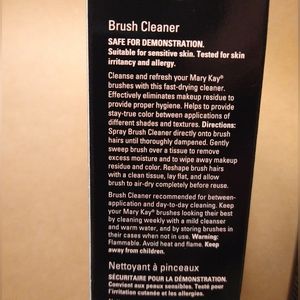 Brush Cleaner
SAFE FOR DEMONSTRATION.
Suitable for sensitive skin. Tested for skin
irritancy and allergy.
Cleanse and refresh your Mary Kay®
brushes with this fast-drying cleaner.
Effectively eliminates makeup residue to
provide proper hygiene. Helps to provide
stay-true color between applications of
different shades and textures. Directions:
Spray Brush Cleaner directly onto brush
hairs until thoroughly dampened. Gently
sweep brush over a tissue to remove
excess moisture and to wipe away makeup
residue and color. Reshape brush hairs
with a clean tissue, lay flat, and allow
brush to air-dry completely before reuse.
Brush Cleaner recommended for between-
application and day-to-day cleaning. Keep
your Mary Kay® brushes looking their best
by cleaning weekly with a mild cleanser
and warm water, and by storing brushes in
their cases when not in use. Warning:
Flammable. Avoid heat and flame. Keep
away from children.
Nettoyant à pinceaux
SÉCURITAIRE POUR LA DÉMONSTRATION.
Convient aux peaux sensibles. Testé pour
l'irritation cutanée et les allergies.